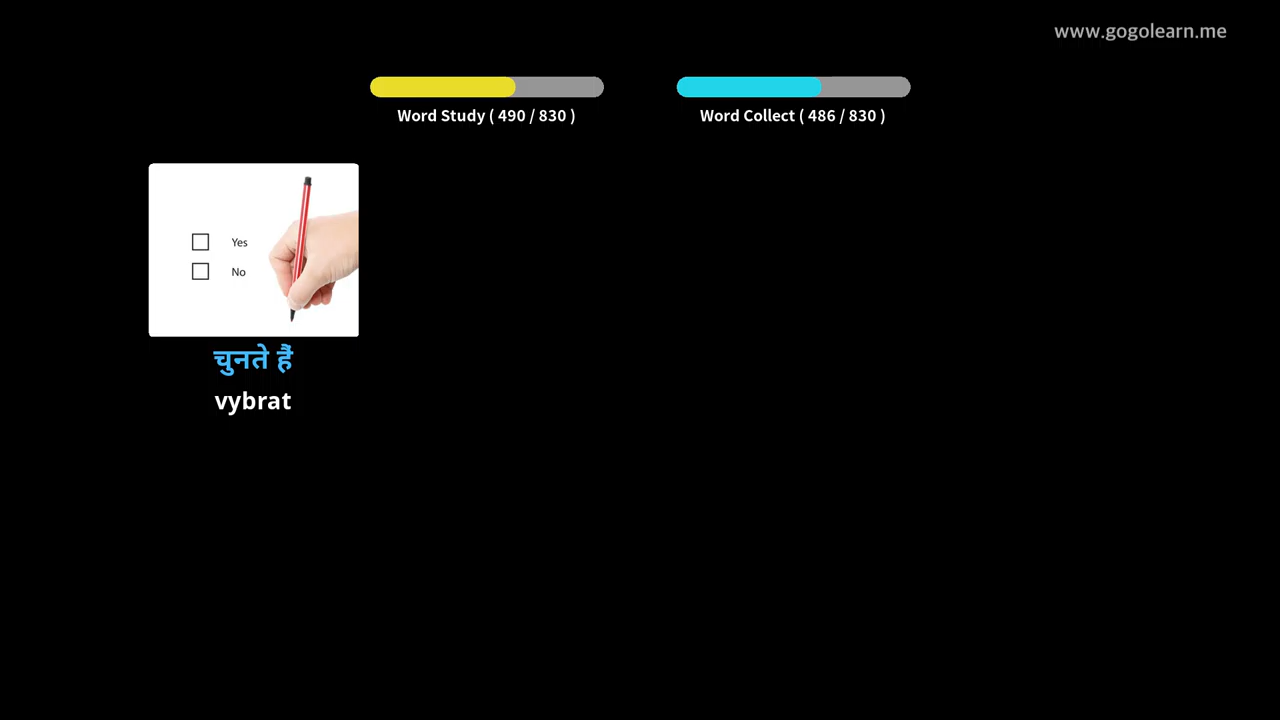 www.gogolearn.me
Word Study ( 490 / 830 )
Word Collect ( 486 / 830 )
Yes
No
चुनते हैं
vybrat